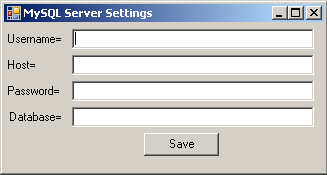 MySQL Server Settings
Username=
Host=
Password=
Database=
Save